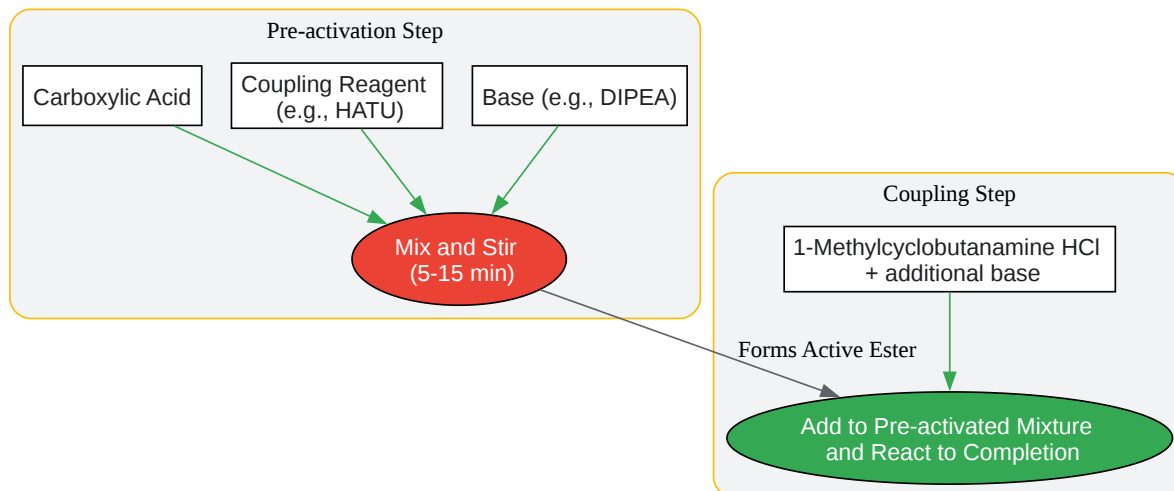 Pre-activation Step
Carboxylic Acid
Coupling Reagent
(e.g., HATU)
Base (e.g., DIPEA)
Mix and Stir
(5-15 min)
Coupling Step
1-Methylcyclobutanamine HCl
+ additional base
Forms Active Ester
Add to Pre-activated Mixture
and React to Completion